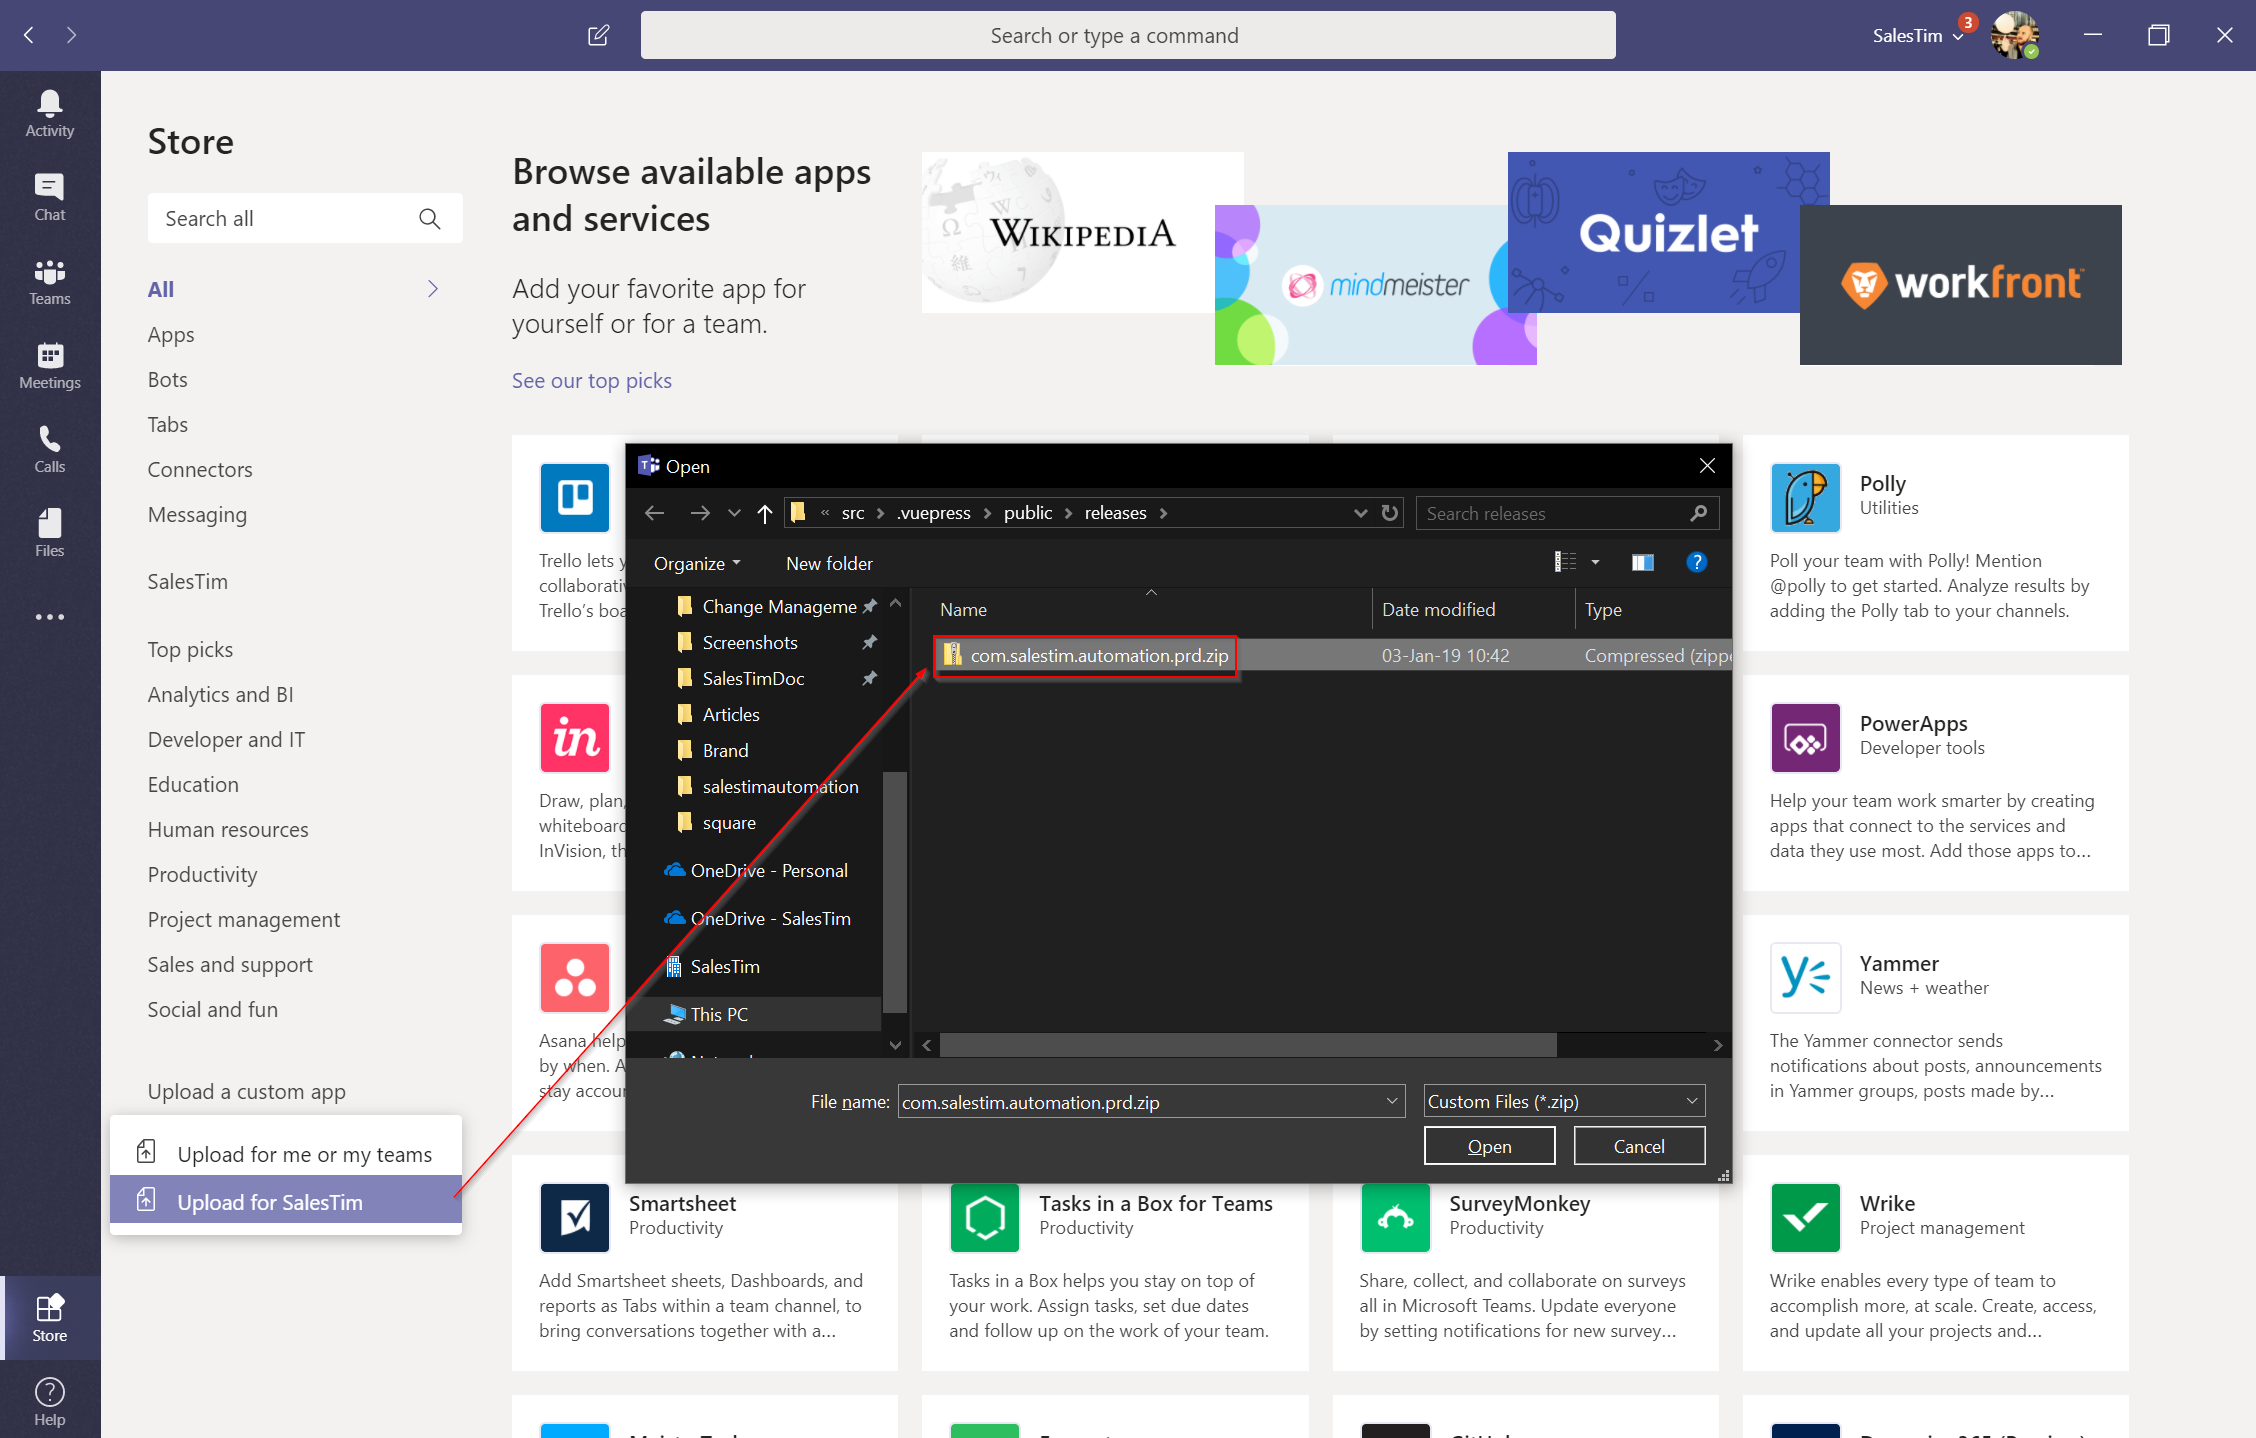 Search or type a command
SalesTim
3
Activity
Chat
Teams
Meetings
Calls
Files
Store
Help
Store
Search all
All
Apps
Bots
Tabs
Connectors
Messaging
SalesTim
Top picks
Analytics and BI
Developer and IT
Education
Human resources
Productivity
Project management
Sales and support
Social and fun
Upload a custom app
Upload for me or my teams
Upload for SalesTim
Browse available apps
and services
Add your favorite app for
yourself or for a team.
See our top picks
WIKIPEDIA
mindmeister
Quizlet
workfront
Trello lets
collaborativ
Trello's boa
in
Draw, plan,
whiteboard
InVision, th
Asana help
by when. A
stay accour
Open
« src > .vuepress > public > releases >
Search releases
Organize
New folder
?
Change Manageme
Screenshots
SalesTimDoc
Articles
Brand
salestimautomation
square
OneDrive - Personal
OneDrive - SalesTim
SalesTim
This PC
Name
Date modified
Type
com.salestim.automation.prd.zip
03-Jan-19 10:42
Compressed (zippe
File name:
com.salestim.automation.prd.zip
Custom Files (*.zip)
Open
Cancel
Polly
Utilities
Poll your team with Polly! Mention
@polly to get started. Analyze results by
adding the Polly tab to your channels.
PowerApps
Developer tools
Help your team work smarter by creating
apps that connect to the services and
data they use most. Add those apps to...
Yammer
News + weather
The Yammer connector sends
notifications about posts, announcements
in Yammer groups, posts made by...
Smartsheet
Productivity
Add Smartsheet sheets, Dashboards, and
reports as Tabs within a team channel, to
bring conversations together with a...
Tasks in a Box for Teams
Productivity
Tasks in a Box helps you stay on top of
your work. Assign tasks, set due dates
and follow up on the work of your team.
SurveyMonkey
Productivity
Share, collect, and collaborate on surveys
all in Microsoft Teams. Update everyone
by setting notifications for new survey...
Wrike
Project management
Wrike enables every type of team to
accomplish more, at scale. Create, access,
and update all your projects and...